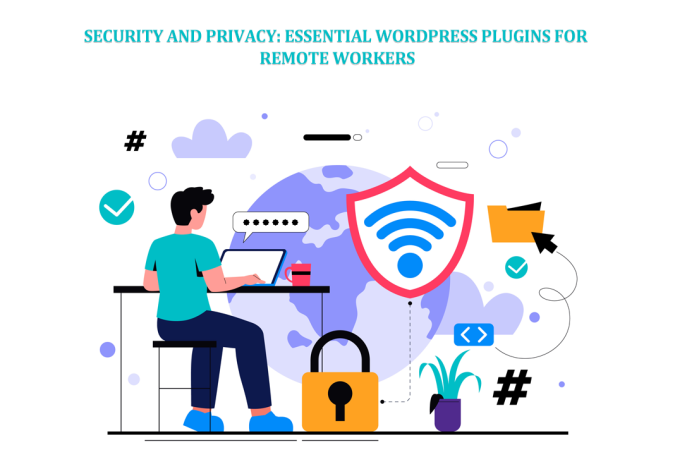 SECURITY AND PRIVACY: ESSENTIAL WORDPRESS PLUGINS FOR
REMOTE WORKERS
#
******
< >
#